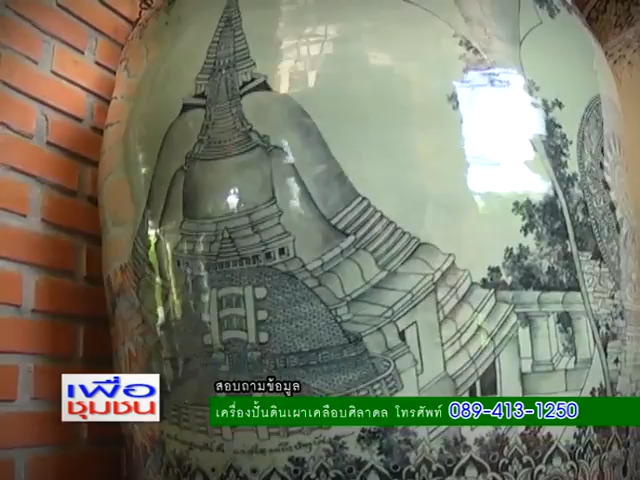 เพื่อ
ชุมชน
สอบถามข้อมูล
เครื่องปั้นดินเผาเคลือบศิลาดล โทรศัพท์ 089-413-1250